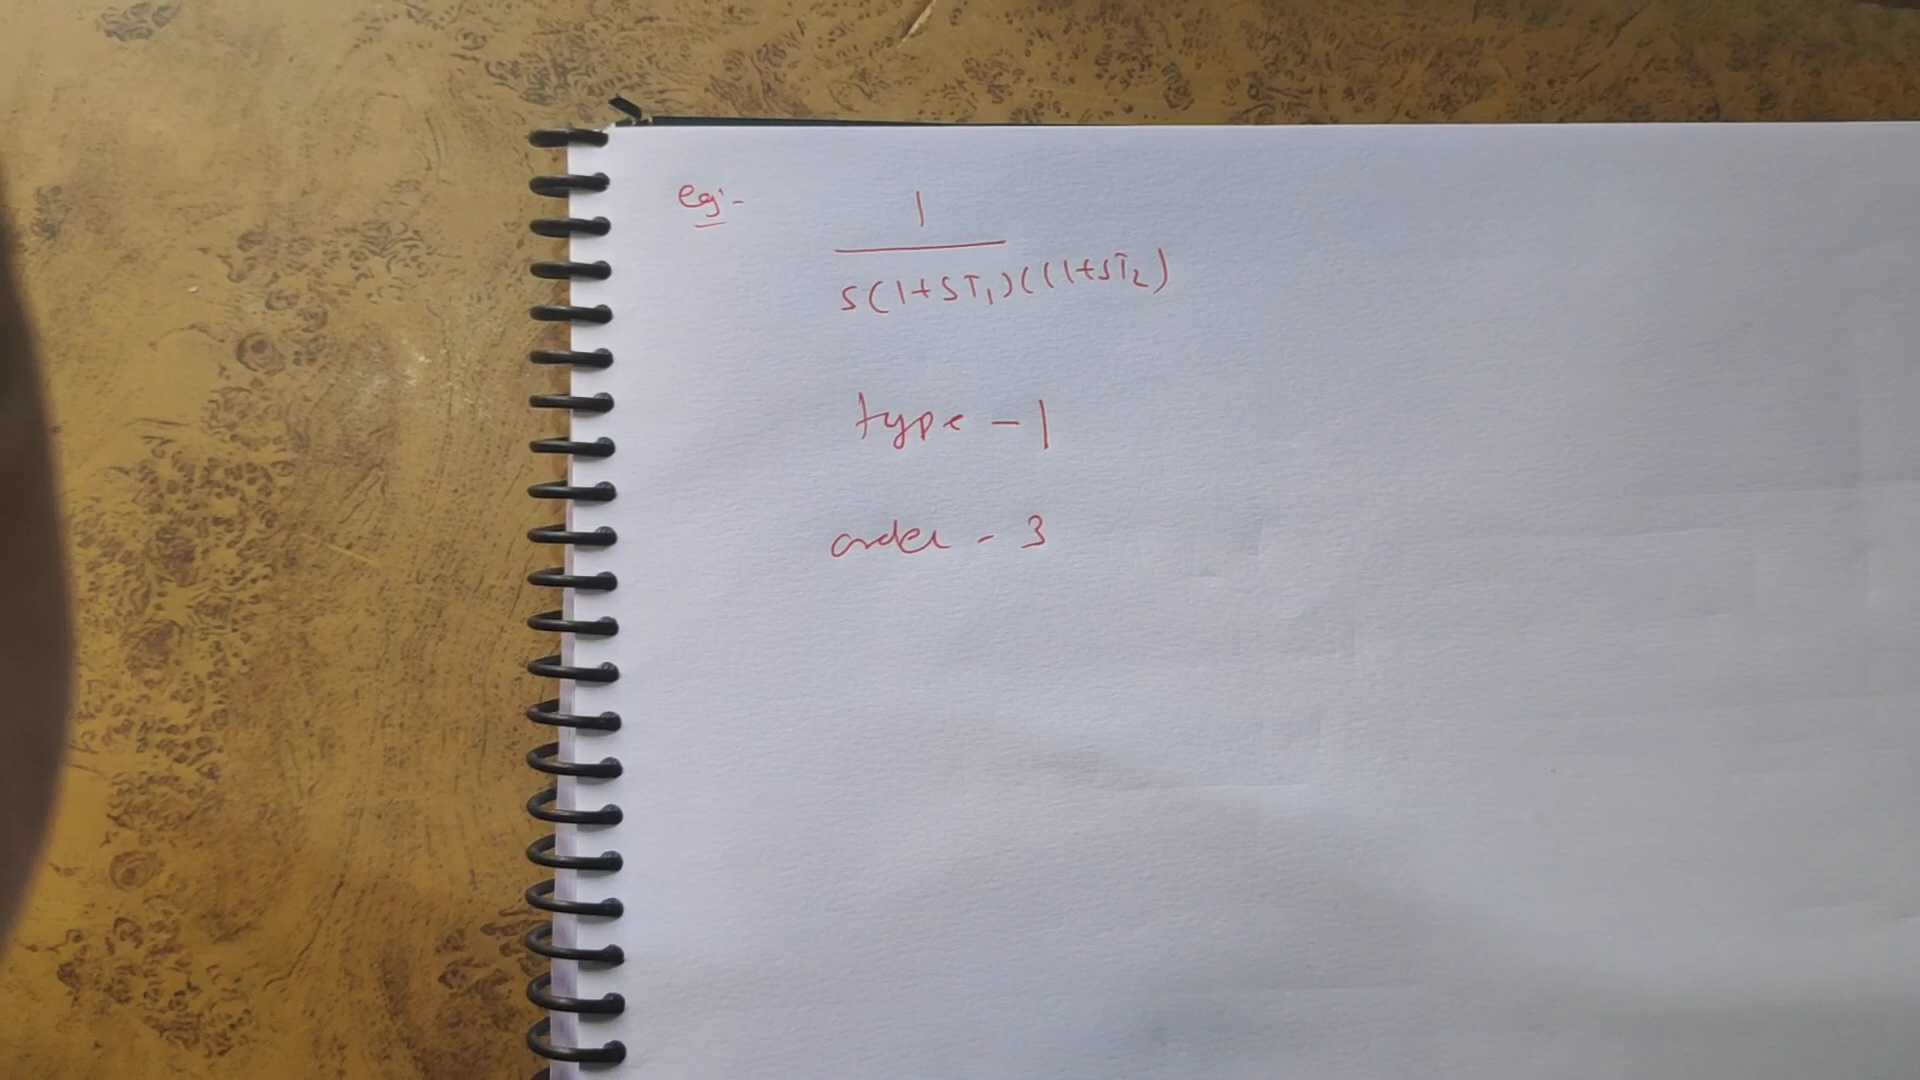 eg:-
1
s(1+ST1)((1+ST2)
type - 1
order - 3